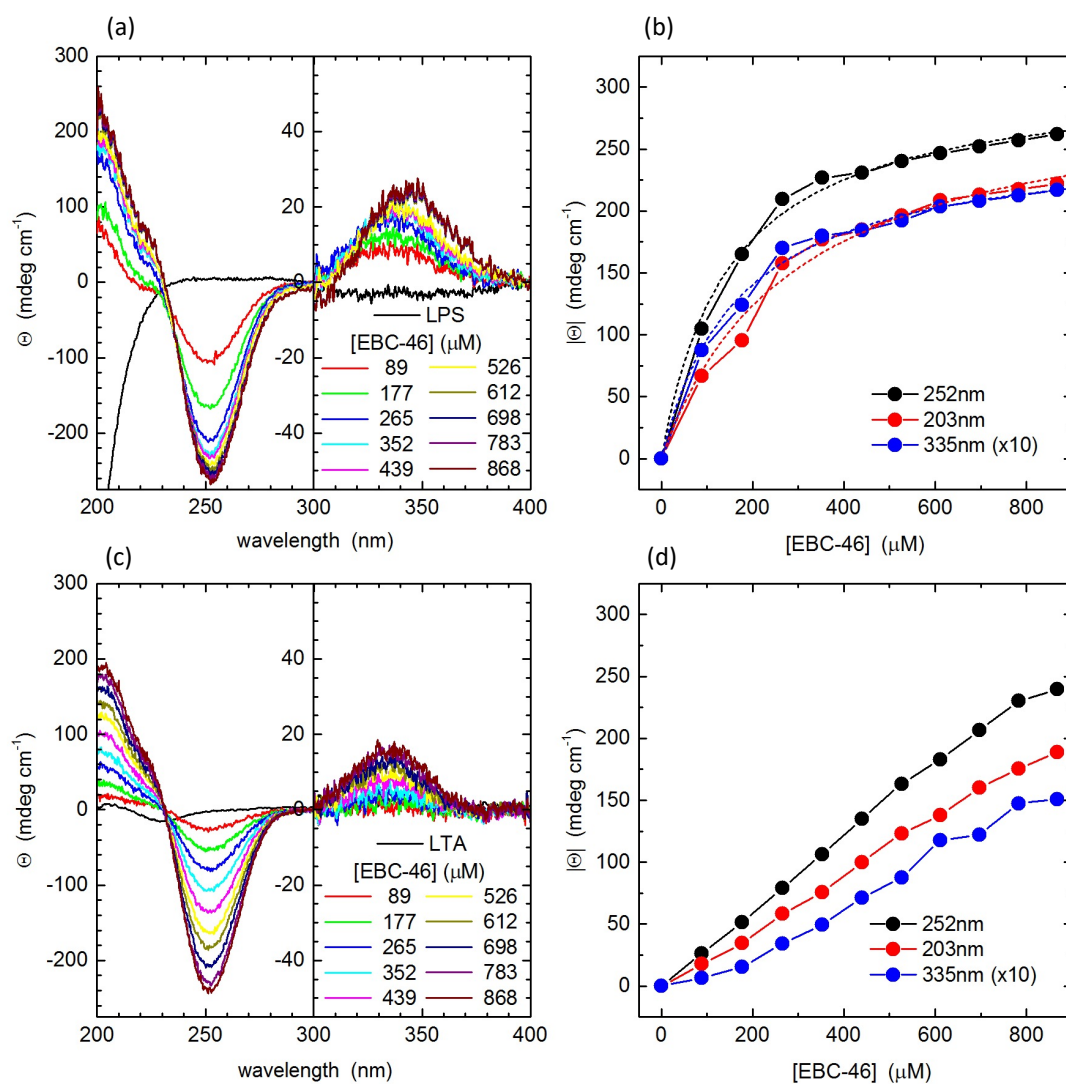 (a)
(b)
300
200
100
0
-100
-200
40
20
0
-20
-40
Θ (mdeg cm⁻¹)
LPS
[EBC-46] (μM)
89 526
177 612
265 698
352 783
439 868
200 250 300 350 400
wavelength (nm)
300
250
200
150
100
50
0
|Θ| (mdeg cm⁻¹)
252nm
203nm
335nm (x10)
0 200 400 600 800
[EBC-46] (μM)
(c)
(d)
300
200
100
0
-100
-200
40
20
0
-20
-40
Θ (mdeg cm⁻¹)
LTA
[EBC-46] (μM)
89 526
177 612
265 698
352 783
439 868
200 250 300 350 400
wavelength (nm)
300
250
200
150
100
50
0
|Θ| (mdeg cm⁻¹)
252nm
203nm
335nm (x10)
0 200 400 600 800
[EBC-46] (μM)